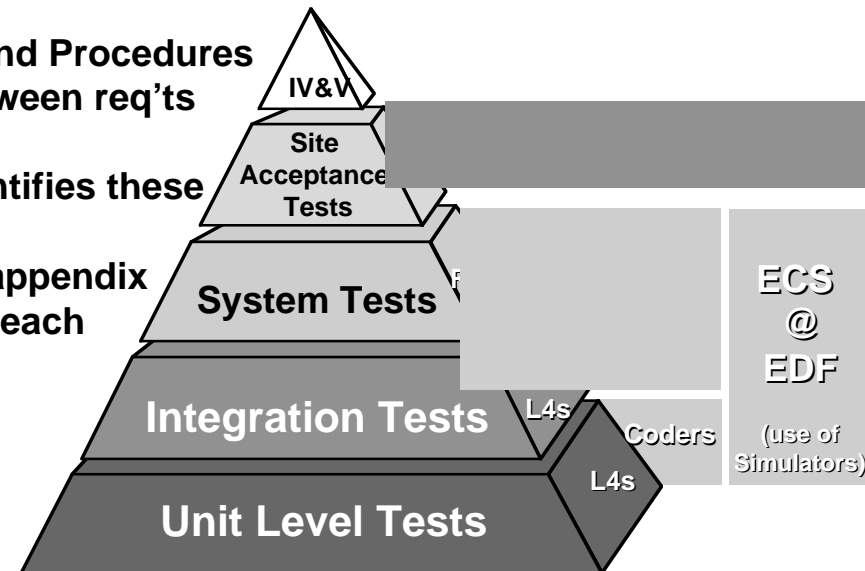 nd Procedures
ween req'ts
ntifies these
appendix
each
IV&V
Site
Acceptance
Tests
System Tests
Integration Tests
L4s
Unit Level Tests
L4s
Coders
ECS
@
EDF
(use of
Simulators)